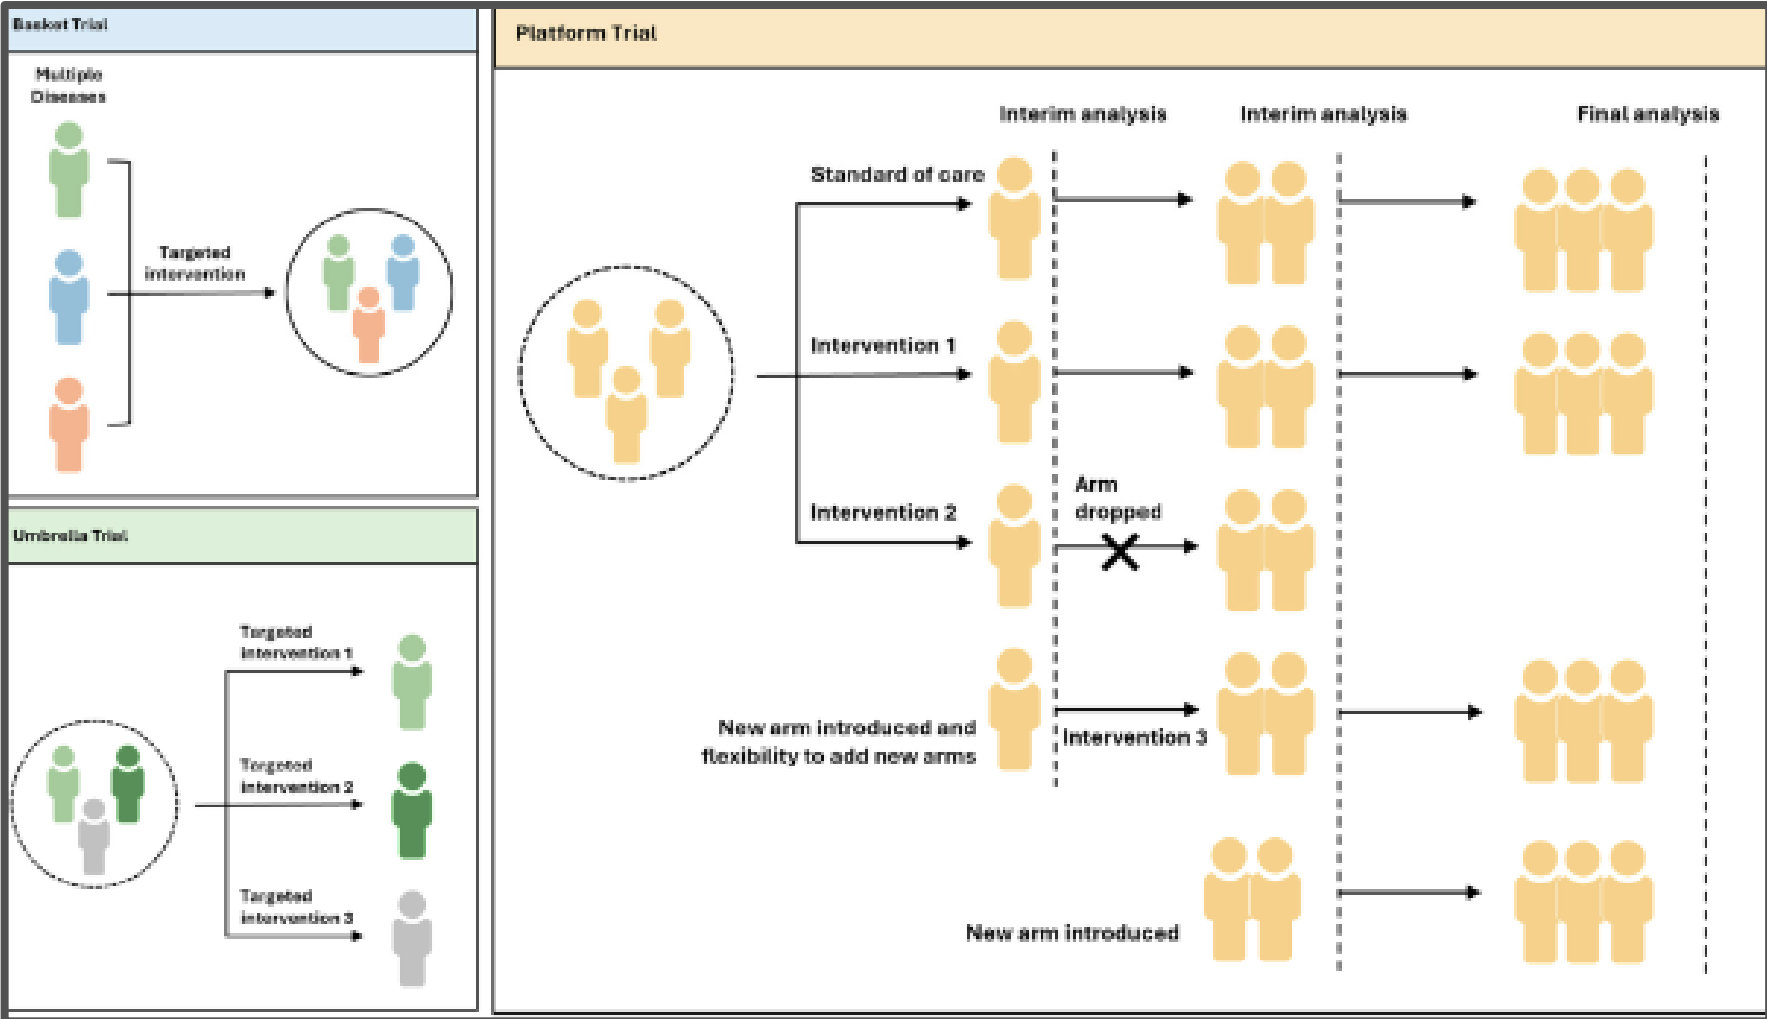 Basket Trial
Multiple
Diseases
Targeted
intervention
Umbrella Trial
Targeted
intervention 1
Targeted
intervention 2
Targeted
intervention 3
Platform Trial
Interim analysis
Interim analysis
Final analysis
Standard of care
Intervention 1
Intervention 2
Arm
dropped
New arm introduced and
flexibility to add new arms
Intervention 3
New arm introduced